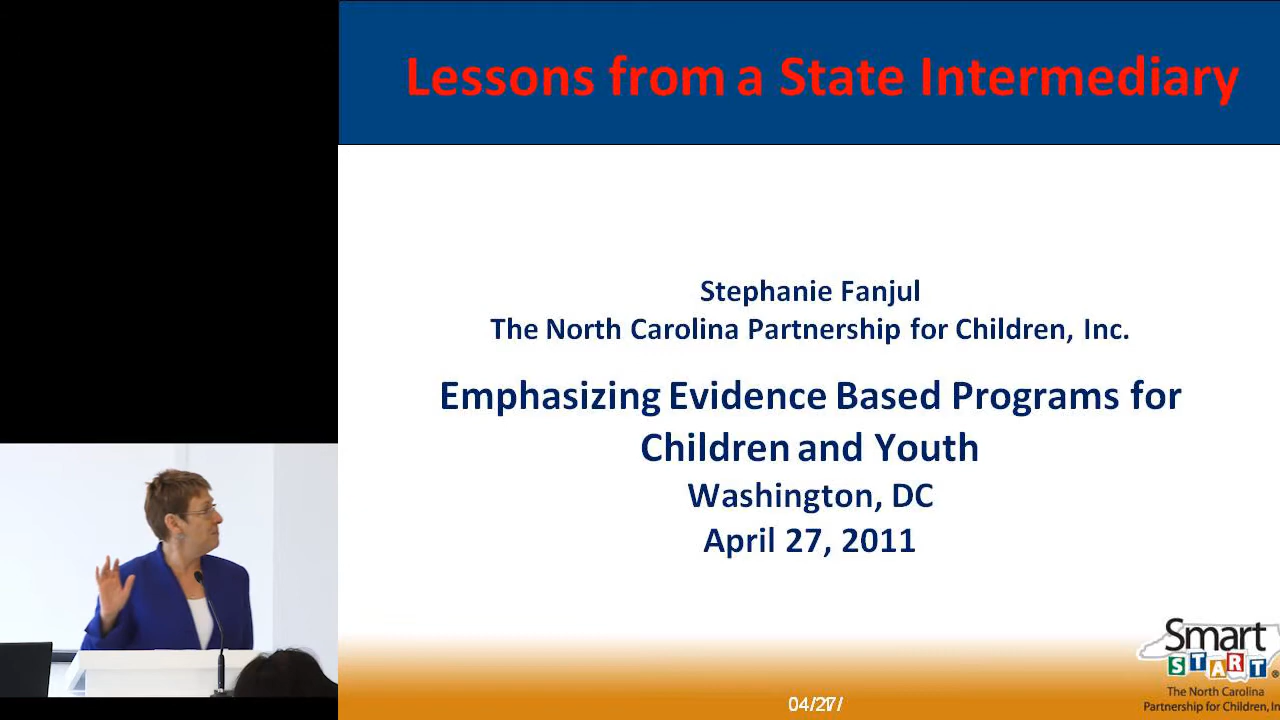 Lessons from a State Intermediary
Stephanie Fanjul
The North Carolina Partnership for Children, Inc.
Emphasizing Evidence Based Programs for
Children and Youth
Washington, DC
April 27, 2011
Smart
START®
The North Carolina
Partnership for Children, In